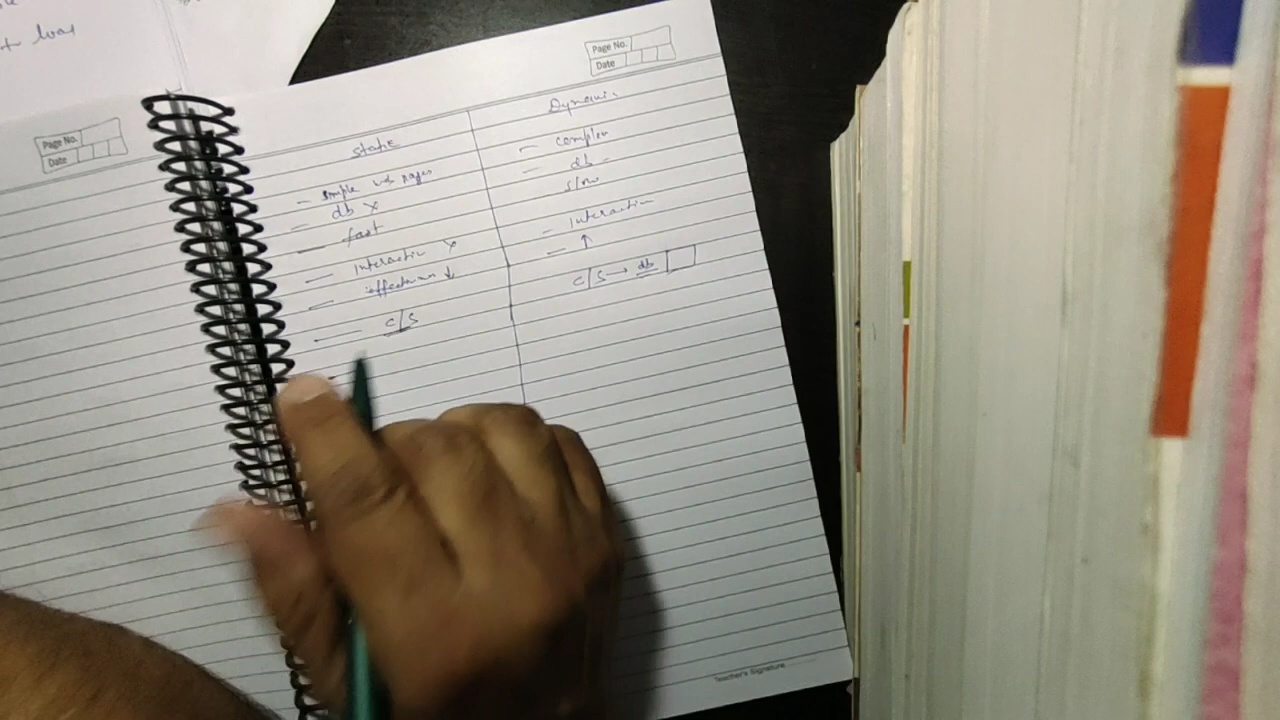 Page No.
Date
Page No.
Date
static
- simple web pages
- db ×
- fast
- Interaction ×
- effectiveness ↓
- C/S
Dynamic
- complex
- db -
slow
- Interaction
- ↑
C/S → db
Teacher's Signature